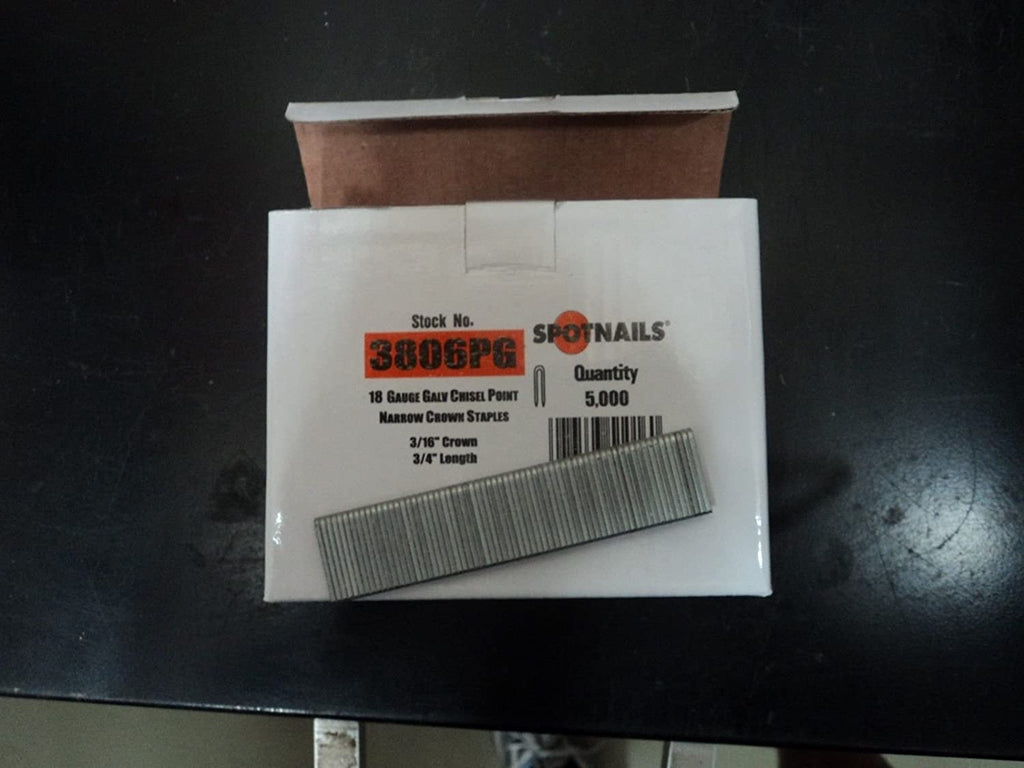 Stock No.
3806PG
18 Gauge Galv Chisel Point
Narrow Crown Staples
3/16" Crown
3/4" Length
SPOTNAILS®
Quantity
5,000